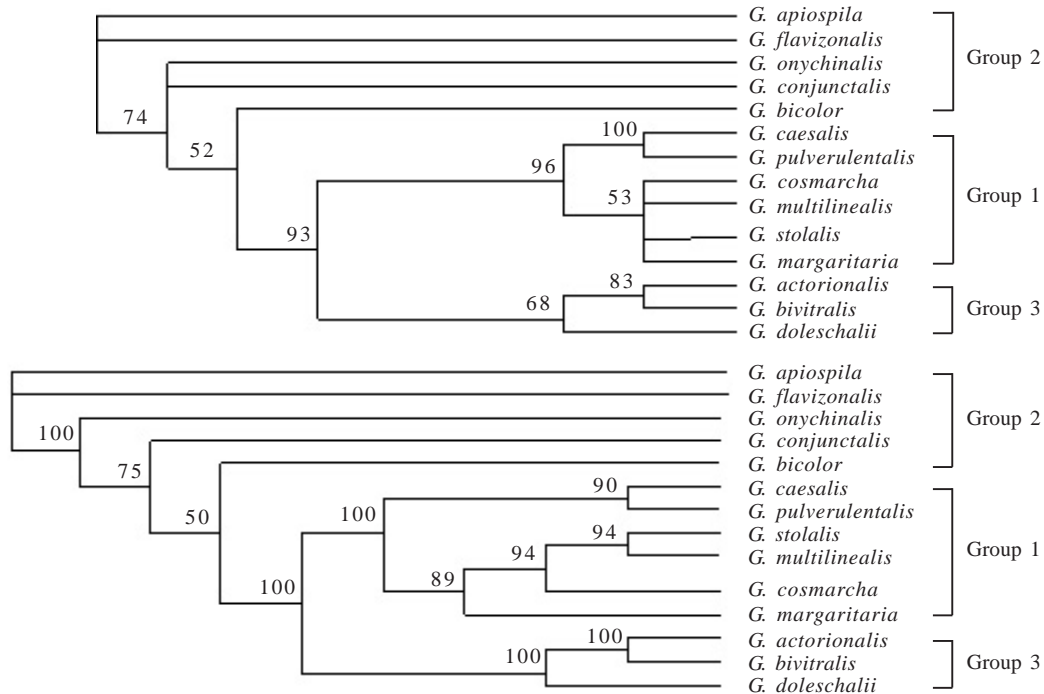 G. apiospila
G. flavizonalis
G. onychinalis
G. conjunctalis
G. bicolor
G. caesalis
G. pulverulentalis
G. cosmarcha
G. multilinealis
G. stolalis
G. margaritaria
G. actorionalis
G. bivitralis
G. doleschalii
Group 2
Group 1
Group 3
74
52
93
96
100
53
68
83
G. apiospila
G. flavizonalis
G. onychinalis
G. conjunctalis
G. bicolor
G. caesalis
G. pulverulentalis
G. stolalis
G. multilinealis
G. cosmarcha
G. margaritaria
G. actorionalis
G. bivitralis
G. doleschalii
Group 2
Group 1
Group 3
100
75
50
100
100
90
89
94
94
100
100